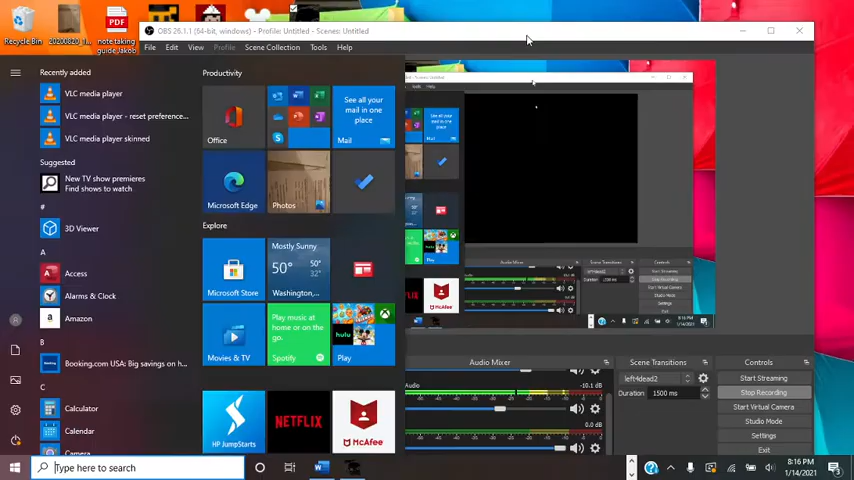 OBS 26.1.1 (64-bit, windows) - Profile: Untitled - Scenes: Untitled
File Edit View Profile Scene Collection Tools Help
Recycle Bin
20200820_1...
PDF
note taking
guide Jakob
Recently added
VLC media player
VLC media player - reset preference...
VLC media player skinned
Suggested
New TV show premieres
Find shows to watch
#
3D Viewer
A
Access
Alarms & Clock
Amazon
B
Booking.com USA: Big savings on h...
C
Calculator
Calendar
Camera
Productivity
Office
See all your
mail in one
place
Mail
Microsoft Edge
Photos
Explore
Microsoft Store
Mostly Sunny
50° 50°
32°
Washington,...
Movies & TV
Play music at
home or on the
go.
Spotify
hulu
Play
HP JumpStarts
NETFLIX
McAfee
Audio Mixer
Audio
-10.1 dB
0.0 dB
Scene Transitions
left4dead2
Duration 1500 ms
Controls
Start Streaming
Stop Recording
Start Virtual Camera
Studio Mode
Settings
Exit
Type here to search
8:16 PM
1/14/2021
3